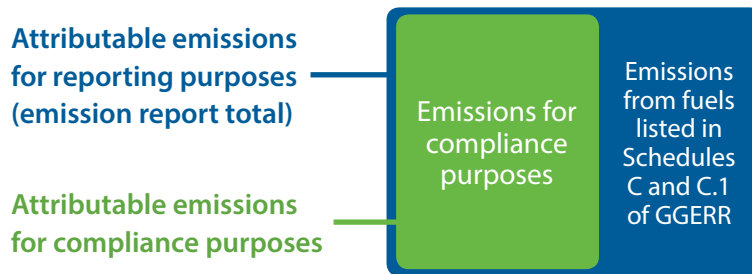 Attributable emissions
for reporting purposes
(emission report total)
Attributable emissions
for compliance purposes
Emissions for
compliance
purposes
Emissions
from fuels
listed in
Schedules
C and C.1
of GGERR